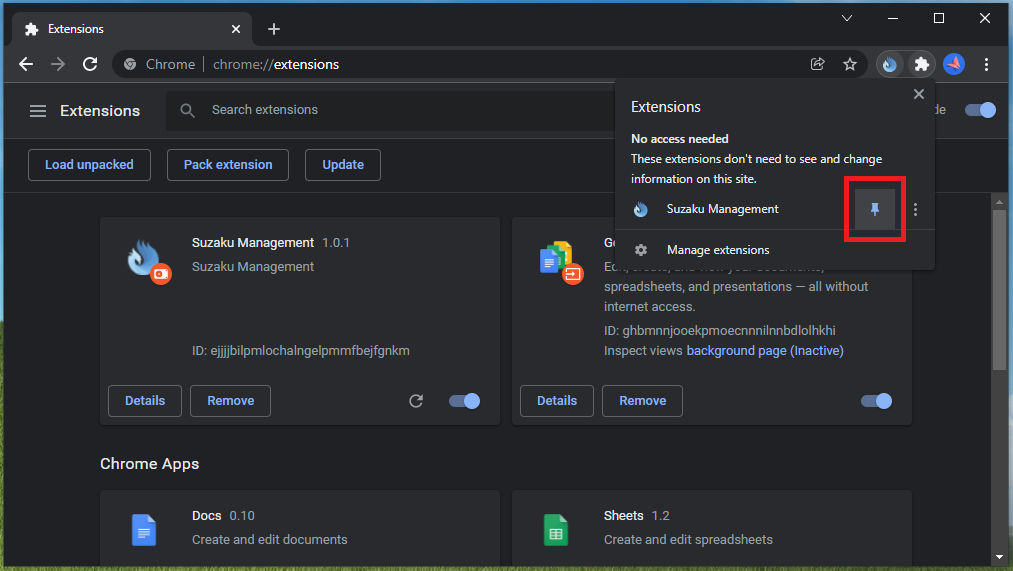 Extensions
Chrome chrome://extensions
Extensions
Search extensions
de
Load unpacked
Pack extension
Update
Extensions
No access needed
These extensions don't need to see and change
information on this site.
Suzaku Management
Manage extensions
Suzaku Management 1.0.1
Suzaku Management
ID: ejjjjbilpmlochalngelpmmfbejfgnkm
Details
Remove
spreadsheets, and presentations — all without
internet access.
ID: ghbmnnjooekpmoecnnnilnnbdlolhkhi
Inspect views background page (Inactive)
Details
Remove
Chrome Apps
Docs 0.10
Create and edit documents
Sheets 1.2
Create and edit spreadsheets